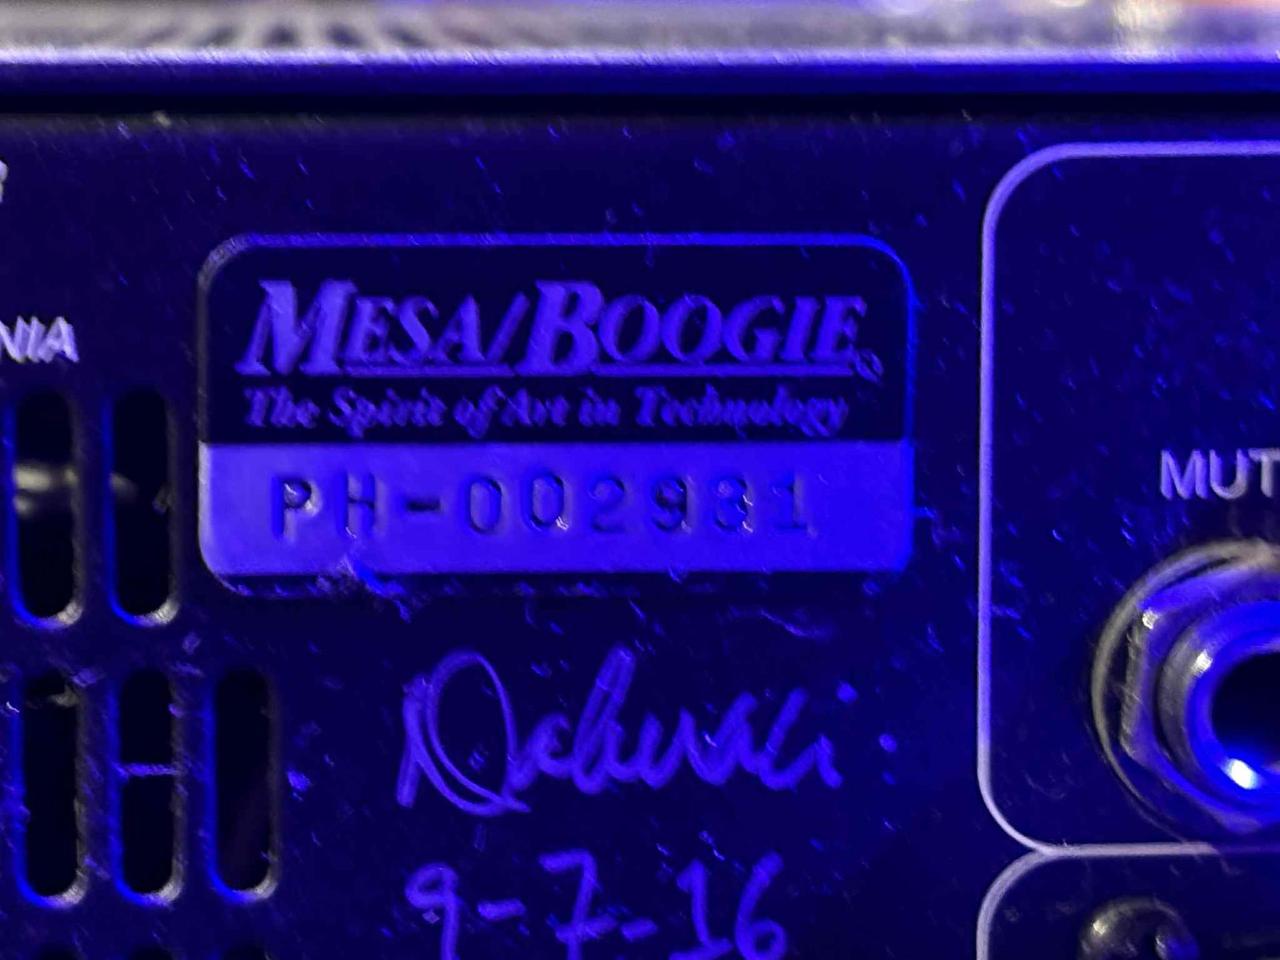 NIA
MESA/BOOGIE
The Spirit of Art in Technology
PH-002981
MUT
9-7-16